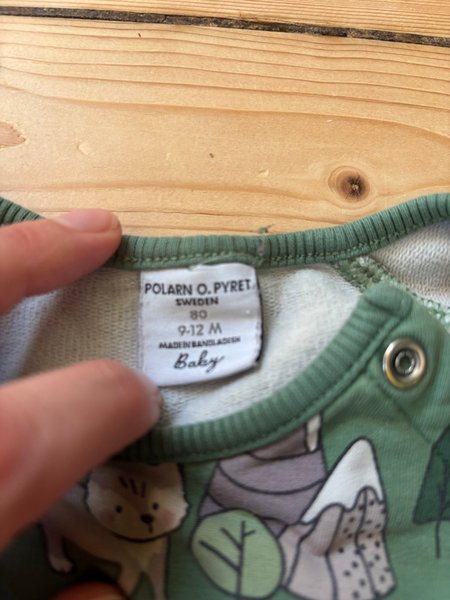 POLARN O. PYRET
SWEDEN
80
9-12 M
MADE IN BANGLADESH
Baby